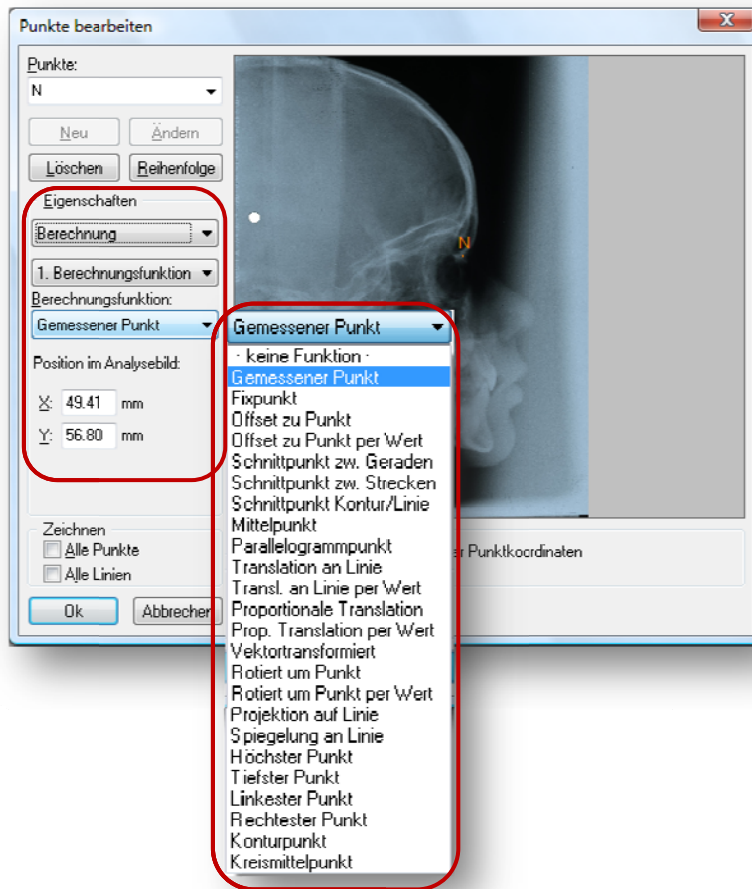 Punkte bearbeiten
Punkte:
N
Neu Ändern
Löschen Reihenfolge
Eigenschaften
Berechnung
1. Berechnungsfunktion
Berechnungsfunktion:
Gemessener Punkt
Position im Analysebild:
X: 49.41 mm
Y: 56.80 mm
Zeichnen
Alle Punkte
Alle Linien
Ok Abbrechen
N
Gemessener Punkt
- keine Funktion -
Gemessener Punkt
Fixpunkt
Offset zu Punkt
Offset zu Punkt per Wert
Schnittpunkt zw. Geraden
Schnittpunkt zw. Strecken
Schnittpunkt Kontur/Linie
Mittelpunkt
Parallelogrammpunkt
Translation an Linie
Transl. an Linie per Wert
Proportionale Translation
Prop. Translation per Wert
Vektortransformiert
Rotiert um Punkt
Rotiert um Punkt per Wert
Projektion auf Linie
Spiegelung an Linie
Höchster Punkt
Tiefster Punkt
Linkester Punkt
Rechtester Punkt
Konturpunkt
Kreismittelpunkt
Punktkoordinaten